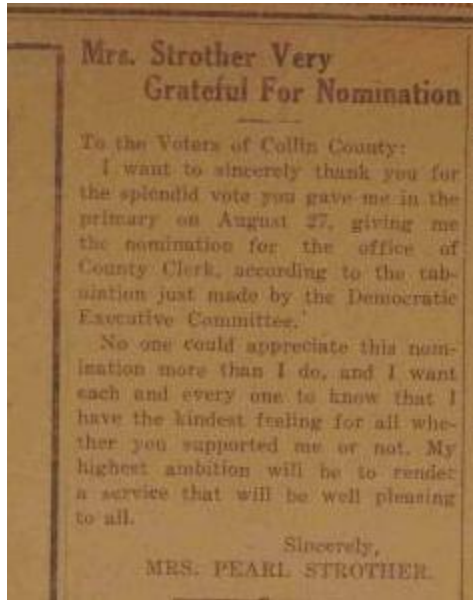 Mrs. Strother Very
Grateful For Nomination
To the Voters of Collin County:
I want to sincerely thank you for
the splendid vote you gave me in the
primary on August 27, giving me
the nomination for the office of
County Clerk, according to the tab-
ulation just made by the Democratic
Executive Committee.
No one could appreciate this nom-
ination more than I do, and I want
each and every one to know that I
have the kindest feeling for all whe-
ther you supported me or not. My
highest ambition will be to render
a service that will be well pleasing
to all.
Sincerely,
MRS. PEARL STROTHER.